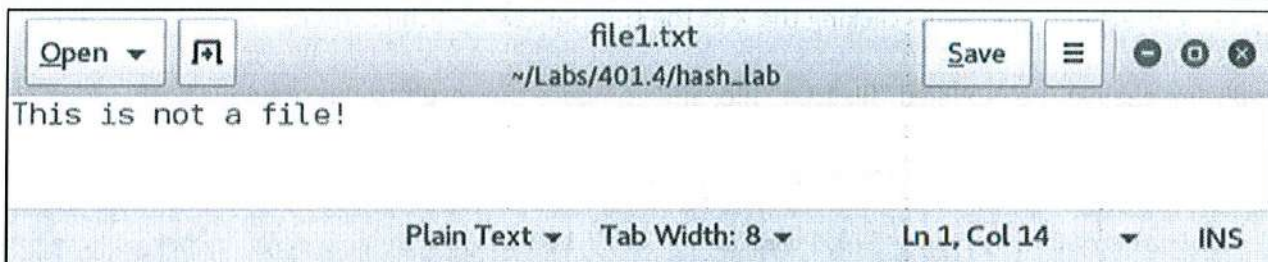 Open
file1.txt
~/Labs/401.4/hash_lab
Save
This is not a file!
Plain Text Tab Width: 8 Ln 1, Col 14 INS